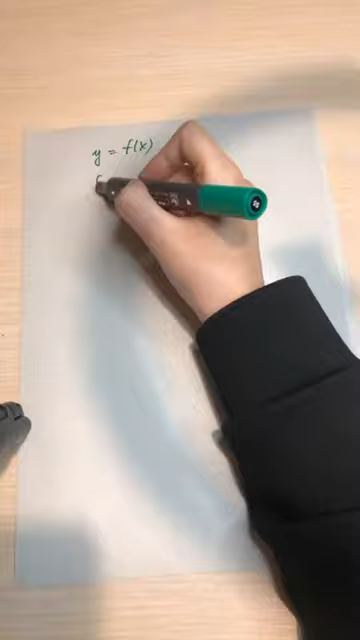 y = f(x)